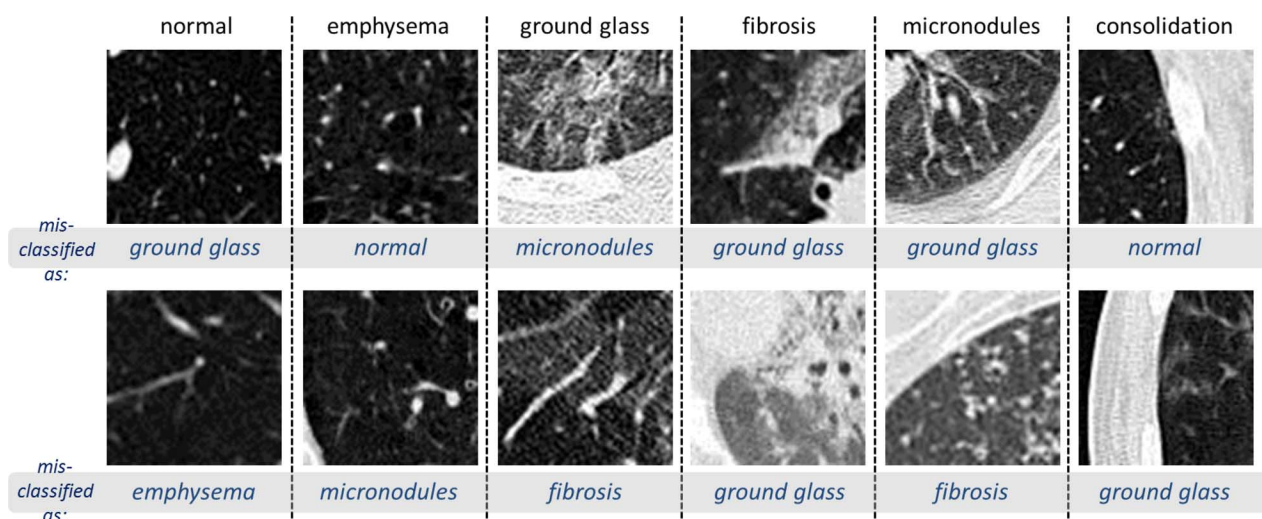 normal emphysema ground glass fibrosis micronodules consolidation
mis-
classified
as:
ground glass normal micronodules ground glass ground glass normal
mis-
classified
as:
emphysema micronodules fibrosis ground glass fibrosis ground glass